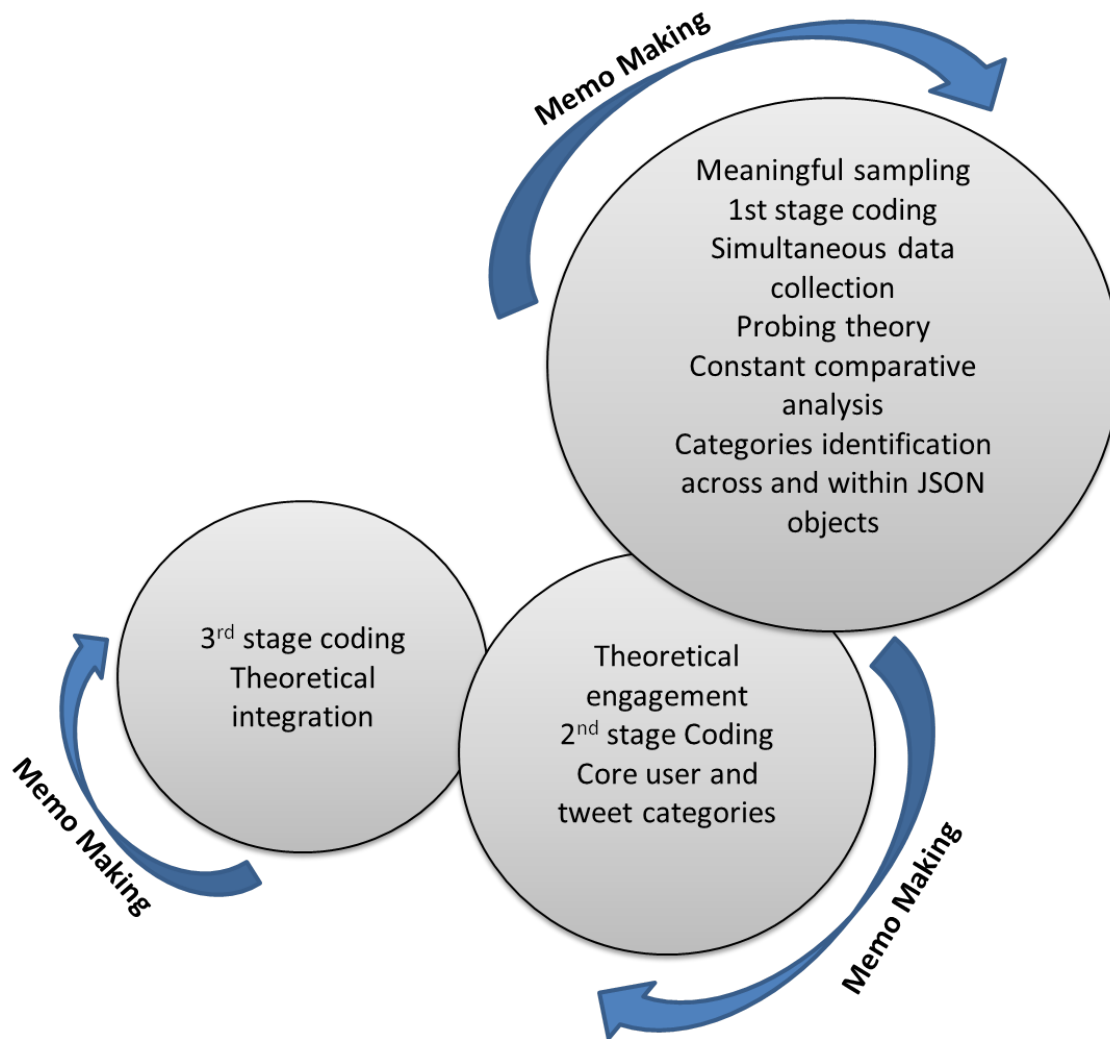 Memo Making
Meaningful sampling
1st stage coding
Simultaneous data
collection
Probing theory
Constant comparative
analysis
Categories identification
across and within JSON
objects
3rd stage coding
Theoretical
integration
Memo Making
Theoretical
engagement
2nd stage Coding
Core user and
tweet categories
Memo Making